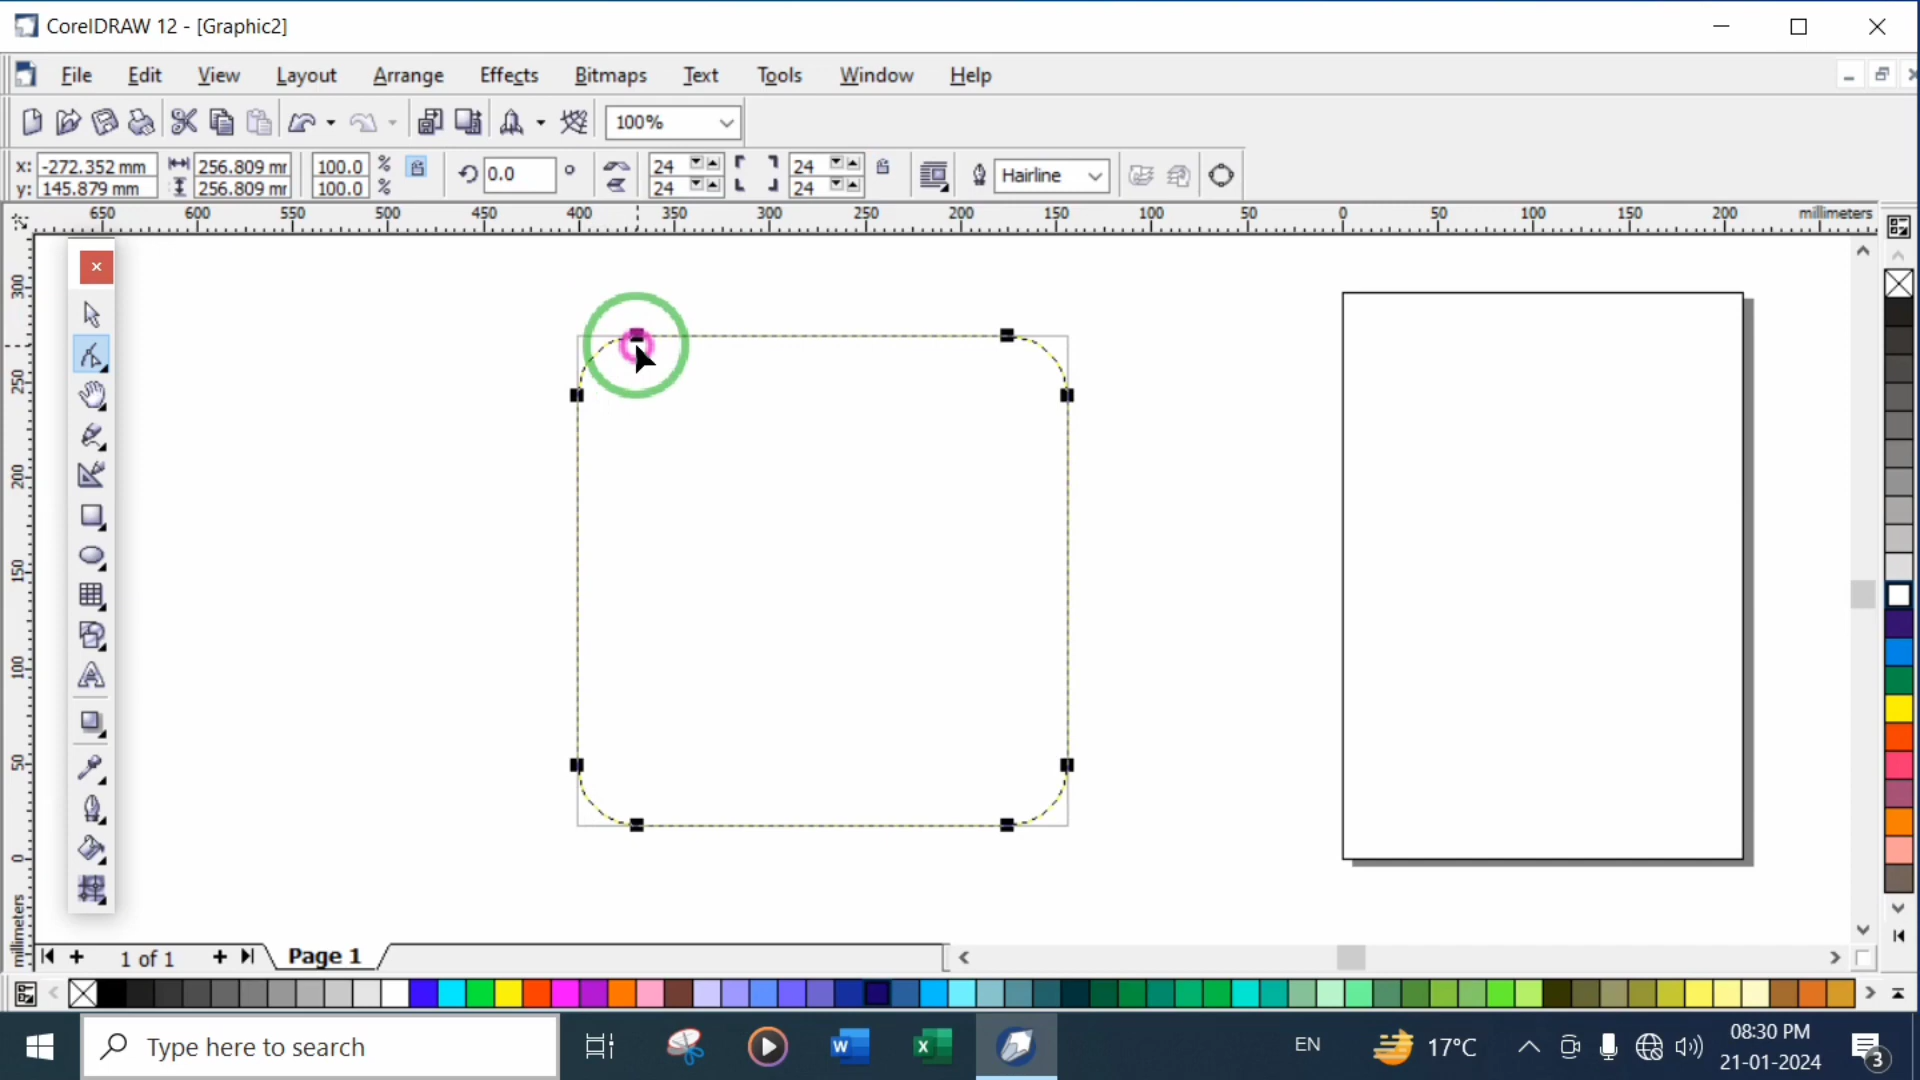 CorelDRAW 12 - [Graphic2]
File Edit View Layout Arrange Effects Bitmaps Text Tools Window Help
100%
x: -272.352 mm 256.809 mr 100.0 % 0.0 ° 24 24 Hairline
y: 145.879 mm 256.809 mr 100.0 % 24 24
650 600 550 500 450 400 350 300 250 200 150 100 50 0 50 100 150 200 millimeters
300
250
200
150
100
50
0
millimeters
1 of 1 Page 1
Type here to search
EN 17°C 08:30 PM
21-01-2024 3